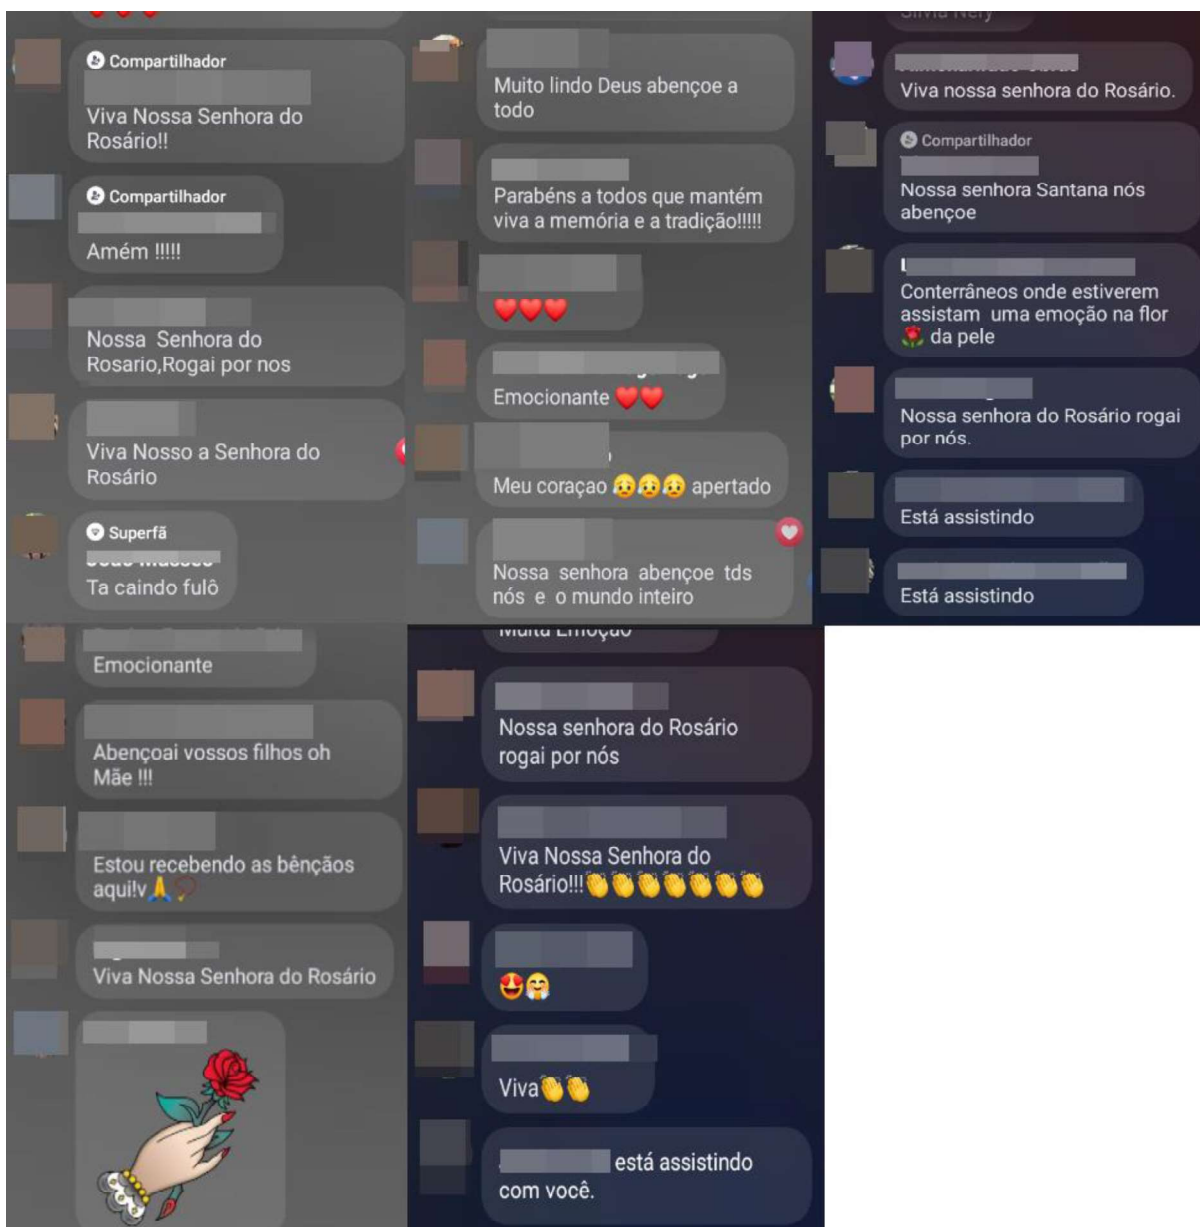 Compartilhador
Viva Nossa Senhora do
Rosário!!
Compartilhador
Amém !!!!!
Nossa Senhora do
Rosario,Rogai por nos
Viva Nosso a Senhora do
Rosário
Superfã
Ta caindo fulô
Muito lindo Deus abençoe a
todo
Parabéns a todos que mantém
viva a memória e a tradição!!!!!
❤️❤️❤️
Emocionante ❤️❤️
Meu coraçao 😥😥😥 apertado
Nossa senhora abençoe tds
nós e o mundo inteiro
Viva nossa senhora do Rosário.
Compartilhador
Nossa senhora Santana nós
abençoe
Conterrâneos onde estiverem
assistam uma emoção na flor
🌹 da pele
Nossa senhora do Rosário rogai
por nós.
Está assistindo
Está assistindo
Emocionante
Abençoai vossos filhos oh
Mãe !!!
Estou recebendo as bênçãos
aqui!v🙏📿
Viva Nossa Senhora do Rosário
Muita Emoção
Nossa senhora do Rosário
rogai por nós
Viva Nossa Senhora do
Rosário!!!👏👏👏👏👏👏👏
😍🤗
Viva👏👏
está assistindo
com você.